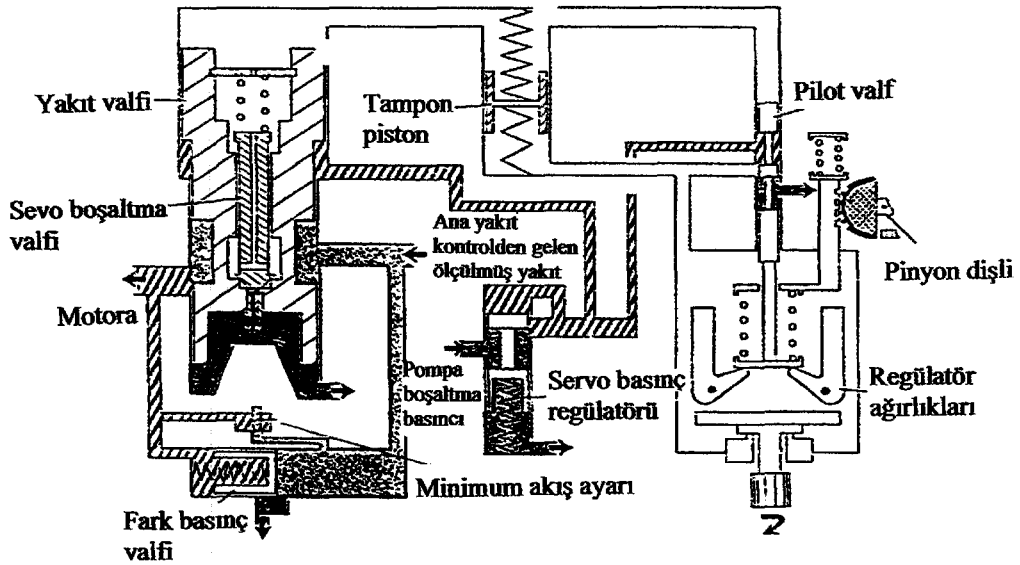 Yakıt valfi
Tampon
piston
Pilot valf
Sevo boşaltma
valfi
Ana yakıt
kontrolden gelen
ölçülmüş yakıt
Pinyon dişli
Motora
Pompa
boşaltma
basıncı
Servo basınç
regülatörü
Regülatör
ağırlıkları
Minimum akış ayarı
Fark basınç
valfi